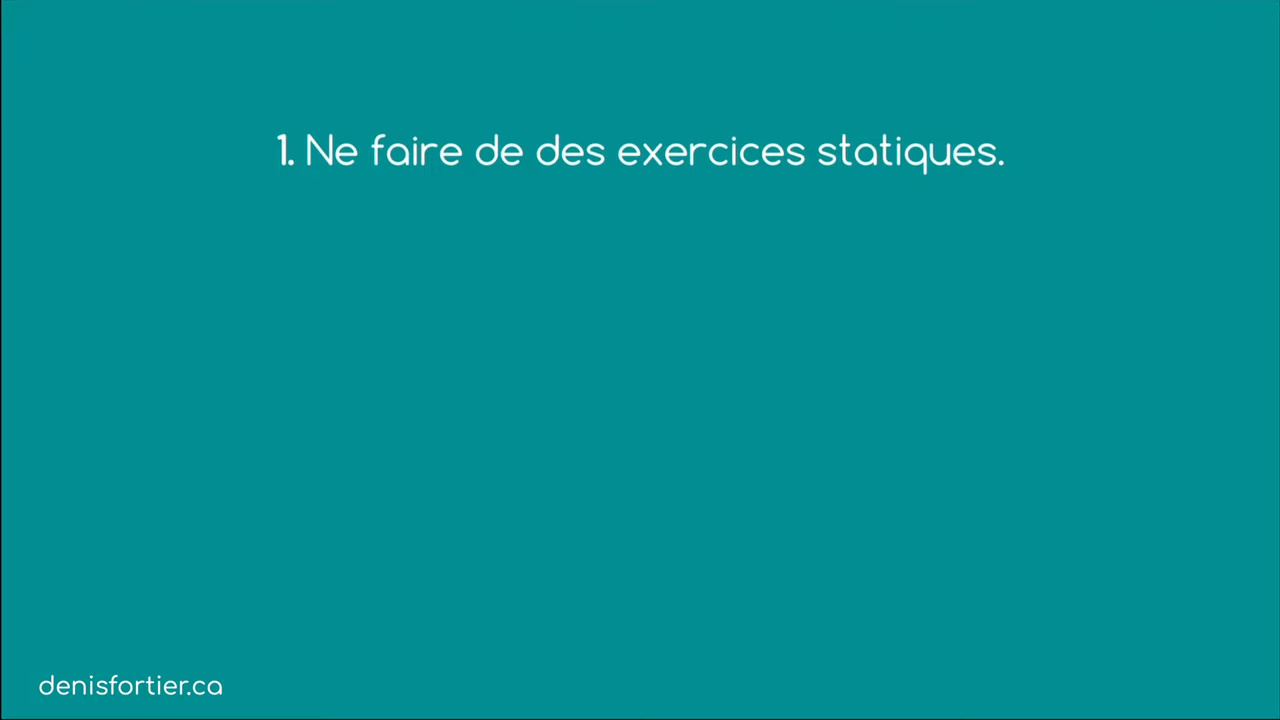 1. Ne faire de des exercices statiques.
denisfortier.ca